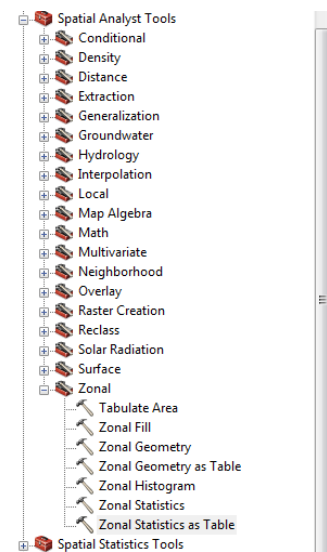 Spatial Analyst Tools
Conditional
Density
Distance
Extraction
Generalization
Groundwater
Hydrology
Interpolation
Local
Map Algebra
Math
Multivariate
Neighborhood
Overlay
Raster Creation
Reclass
Solar Radiation
Surface
Zonal
Tabulate Area
Zonal Fill
Zonal Geometry
Zonal Geometry as Table
Zonal Histogram
Zonal Statistics
Zonal Statistics as Table
Spatial Statistics Tools